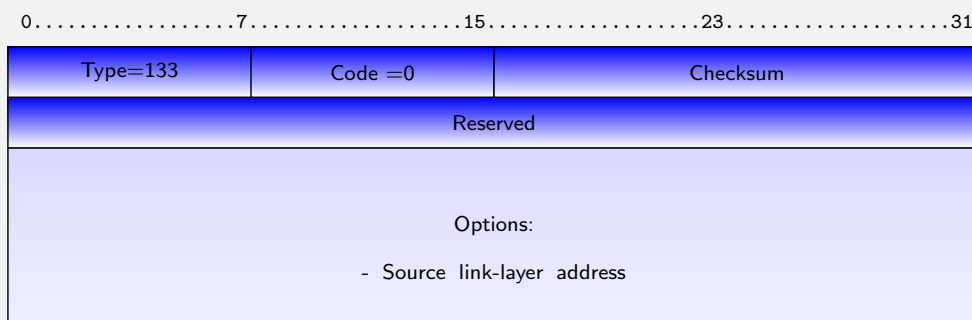 0.................7..................15....................23.....................31
Type=133 Code =0 Checksum
Reserved
Options:
- Source link-layer address